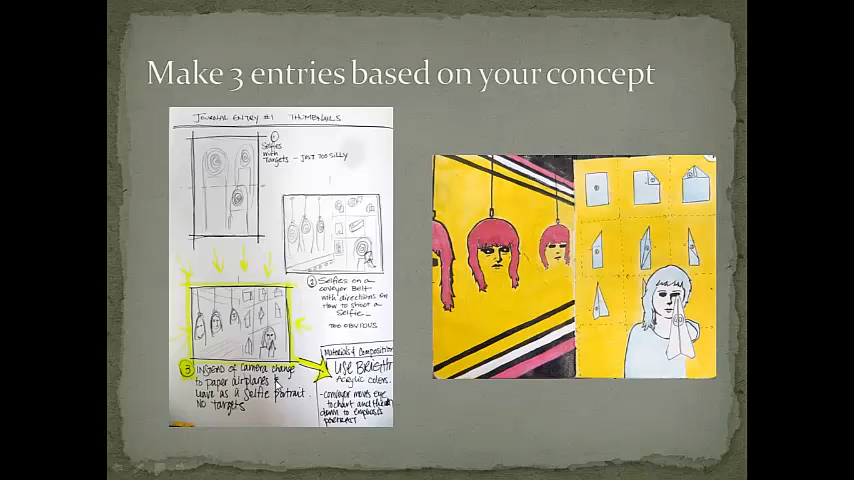 Make 3 entries based on your concept
JOURNAL ENTRY #1 THUMBNAILS
1
Selfies
with
Targets - JUST TOO SILLY
2 Selfies on a
conveyer Belt
with directions on
How to shoot a
Selfie
TOO OBVIOUS
3 INSTEAD OF Camera change
to paper airplanes &
leave as a selfie portrait.
NO Targets
Materials & Composition
USE BRIGHT
Acrylic colors.
-conveyor moves eye
to chart and then
down to emphasis
PORTRAIT